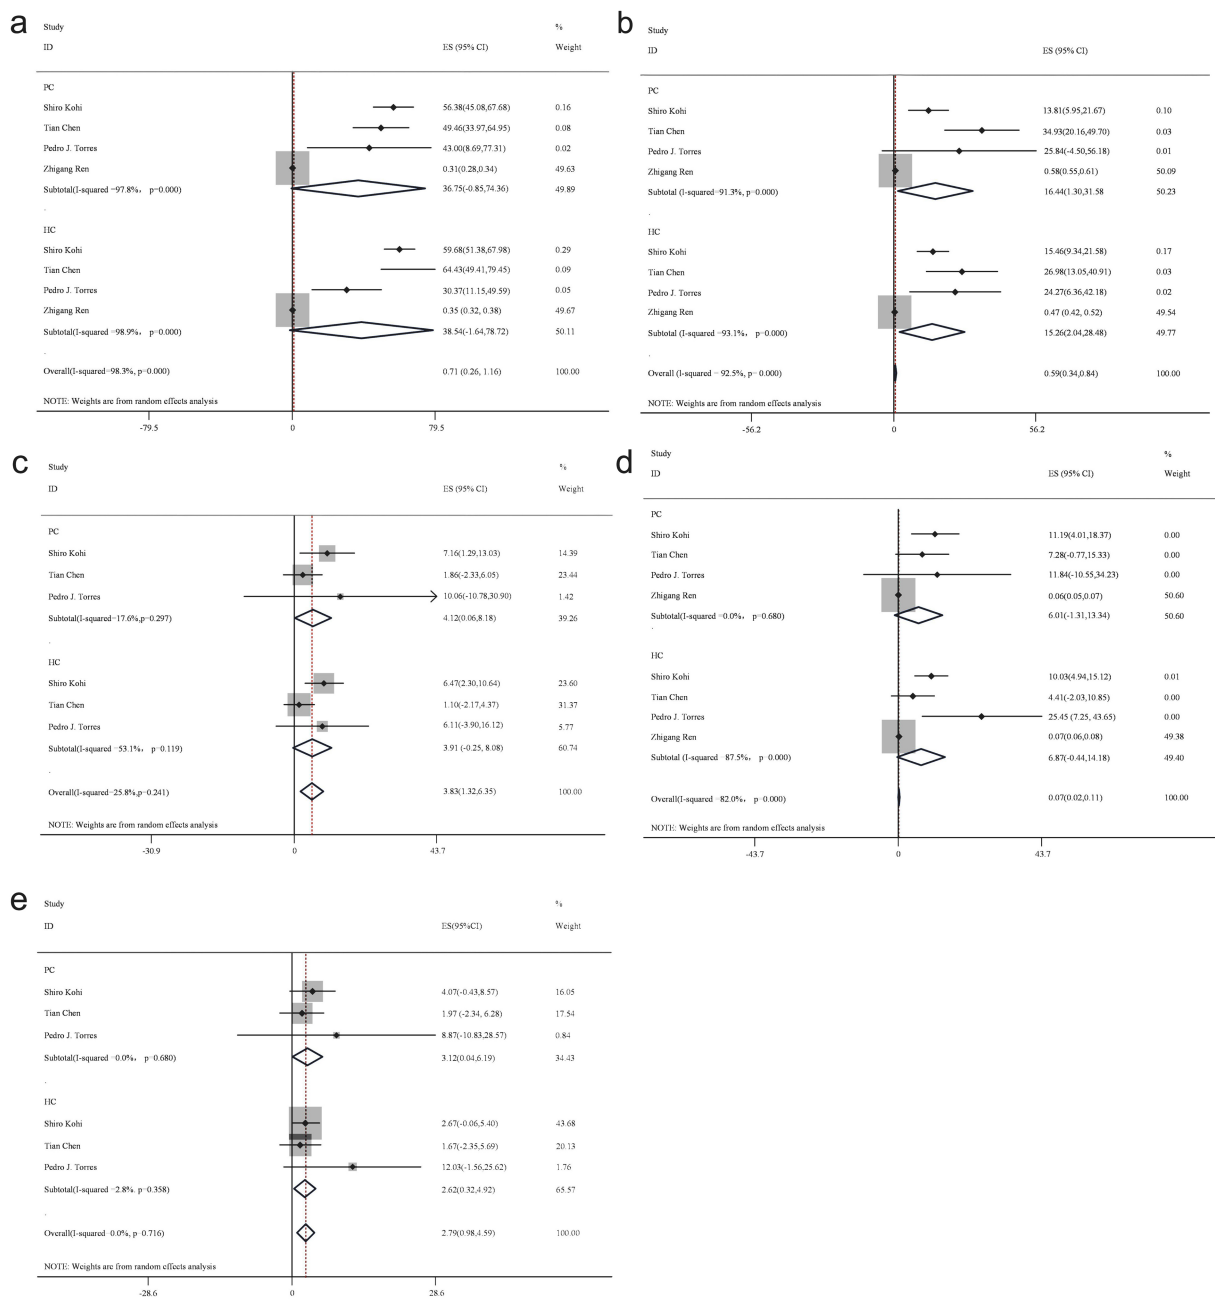 a
Study %
ID ES (95% CI) Weight
PC
Shiro Kohi 56.38(45.08,67.68) 0.16
Tian Chen 49.46(33.97,64.95) 0.08
Pedro J. Torres 43.00(8.69,77.31) 0.02
Zhigang Ren 0.31(0.28,0.34) 49.63
Subtotal(I-squared =97.8%, p=0.000) 36.75(-0.85,74.36) 49.89
.
HC
Shiro Kohi 59.68(51.38,67.98) 0.29
Tian Chen 64.43(49.41,79.45) 0.09
Pedro J. Torres 30.37(11.15,49.59) 0.05
Zhigang Ren 0.35 (0.32, 0.38) 49.67
Subtotal(I-squared =98.9%, p=0.000) 38.54(-1.64,78.72) 50.11
.
Overall(I-squared=98.3%, p=0.000) 0.71 (0.26, 1.16) 100.00
NOTE: Weights are from random effects analysis
-79.5 0 79.5
b
Study
ID ES (95% CI)
PC
Shiro Kohi 13.81(5.95,21.67) 0.10
Tian Chen 34.93(20.16,49.70) 0.03
Pedro J. Torres 25.84(-4.50,56.18) 0.01
Zhigang Ren 0.58(0.55,0.61) 50.09
Subtotal(I-squared=91.3%, p=0.000) 16.44(1.30,31.58 50.23
.
HC
Shiro Kohi 15.46(9.34,21.58) 0.17
Tian Chen 26.98(13.05,40.91) 0.03
Pedro J. Torres 24.27(6.36,42.18) 0.02
Zhigang Ren 0.47 (0.42, 0.52) 49.54
Subtotal(I-squared =93.1%, p=0.000) 15.26(2.04,28.48) 49.77
.
Overall (I-squared = 92.5%, p= 0.000) 0.59(0.34,0.84) 100.00
NOTE: Weights are from random effects analysis
-56.2 0 56.2
c
Study %
ID ES (95% CI) Weight
PC
Shiro Kohi 7.16(1.29,13.03) 14.39
Tian Chen 1.86(-2.33,6.05) 23.44
Pedro J. Torres 10.06(-10.78,30.90) 1.42
Subtotal(I-squared=17.6%,p=0.297) 4.12(0.06,8.18) 39.26
.
HC
Shiro Kohi 6.47(2.30,10.64) 23.60
Tian Chen 1.10(-2.17,4.37) 31.37
Pedro J. Torres 6.11(-3.90,16.12) 5.77
Subtotal(I-squared =53.1%, p=0.119) 3.91 (-0.25, 8.08) 60.74
.
Overall(I-squared=25.8%,p=0.241) 3.83(1.32,6.35) 100.00
NOTE: Weights are from random effects analysis
-30.9 0 43.7
d
Study %
ID ES (95% CI) Weight
PC
Shiro Kohi 11.19(4.01,18.37) 0.00
Tian Chen 7.28(-0.77,15.33) 0.00
Pedro J. Torres 11.84(-10.55,34.23) 0.00
Zhigang Ren 0.06(0.05,0.07) 50.60
Subtotal(I-squared=0.0%, p=0.680) 6.01(-1.31,13.34) 50.60
.
HC
Shiro Kohi 10.03(4.94,15.12) 0.01
Tian Chen 4.41(-2.03,10.85) 0.00
Pedro J. Torres 25.45 (7.25, 43.65) 0.00
Zhigang Ren 0.07(0.06,0.08) 49.38
Subtotal (I-squared =87.5%, p=0.000) 6.87(-0.44,14.18) 49.40
Overall(I-squared =82.0%, p=0.000) 0.07(0.02,0.11) 100.00
NOTE: Weights are from random effects analysis
-43.7 0 43.7
e
Study %
ID ES(95%CI) Weight
PC
Shiro Kohi 4.07(-0.43,8.57) 16.05
Tian Chen 1.97 (-2.34, 6.28) 17.54
Pedro J. Torres 8.87(-10.83,28.57) 0.84
Subtotal(I-squared =0.0%, p=0.680) 3.12(0.04,6.19) 34.43
.
HC
Shiro Kohi 2.67(-0.06,5.40) 43.68
Tian Chen 1.67(-2.35,5.69) 20.13
Pedro J. Torres 12.03(-1.56,25.62) 1.76
Subtotal(I-squared =2.8%. p=0.358) 2.62(0.32,4.92) 65.57
.
Overall(I-squared=0.0%, p=0.716) 2.79(0.98,4.59) 100.00
NOTE: Weights are from random effects analysis
-28.6 0 28.6